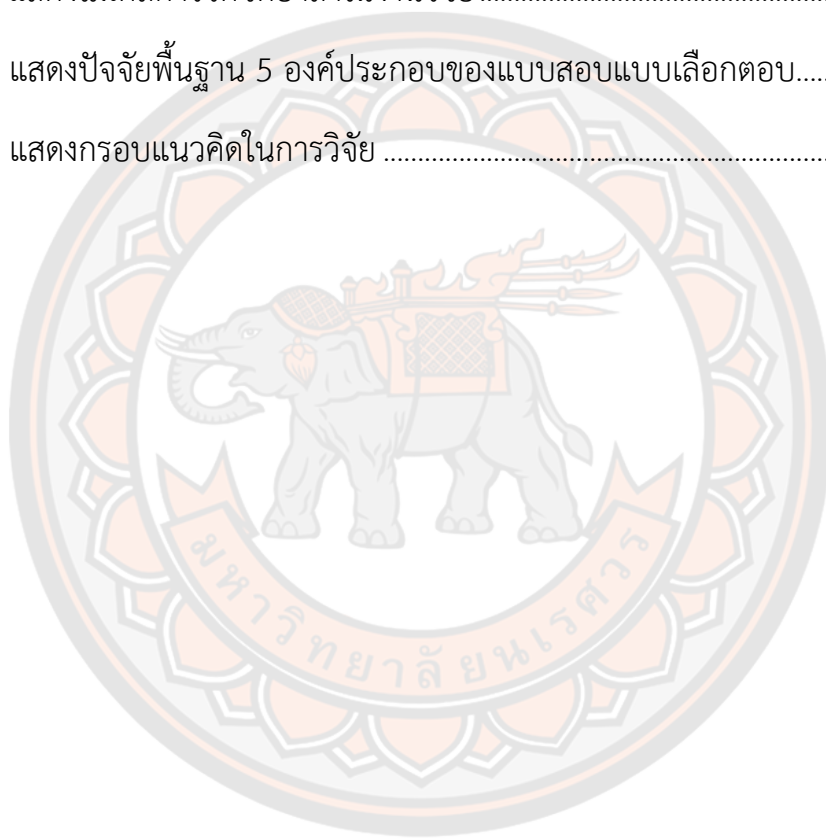 แสดงปัจจัยพื้นฐาน 5 องค์ประกอบของแบบสอบแบบเลือกตอบ.....
แสดงกรอบแนวคิดในการวิจัย ..................................................................
มหาวิทยาลัยนเรศวร